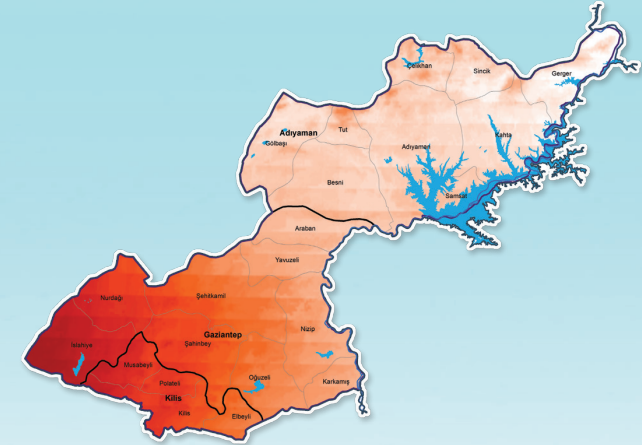 Çelikhan
Sincik
Gerger
Adıyaman
Tut
Kahta
Gölbaşı
Adıyaman
Besni
Samsat
Araban
Yavuzeli
Nurdağı
Şehitkamil
Gaziantep
Nizip
İslahiye
Şahinbey
Musabeyli
Oğuzeli
Karkamış
Polateli
Kilis
Kilis
Elbeyli